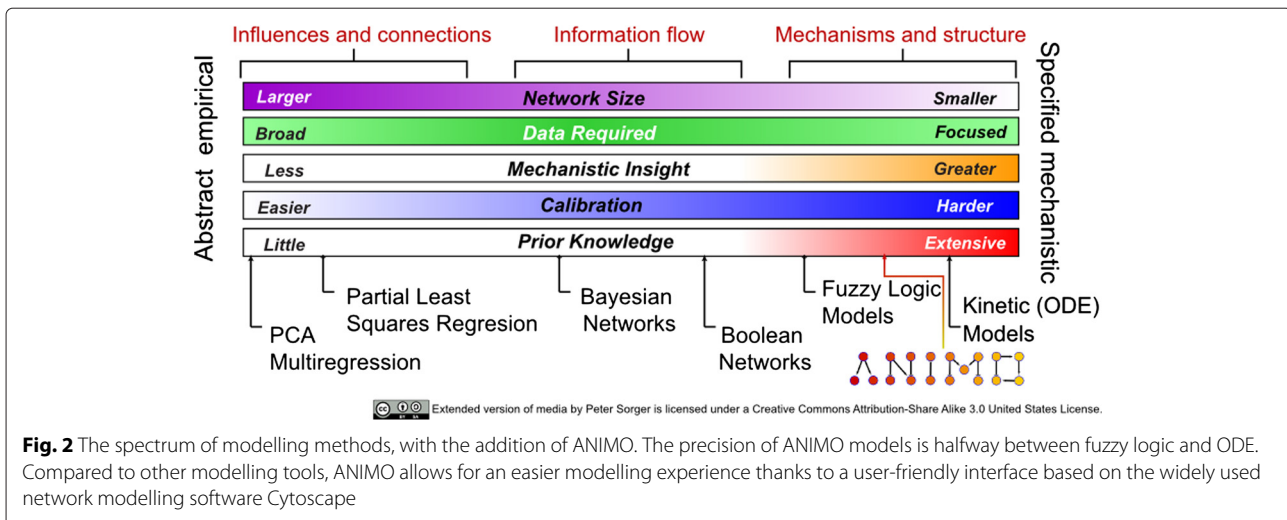 Influences and connections
Information flow
Mechanisms and structure
Abstract empirical
Specified mechanistic
Larger Network Size Smaller
Broad Data Required Focused
Less Mechanistic Insight Greater
Easier Calibration Harder
Little Prior Knowledge Extensive
PCA
Multiregression
Partial Least
Squares Regresion
Bayesian
Networks
Boolean
Networks
Fuzzy Logic
Models
Kinetic (ODE)
Models
ANIMO
cc BY SA Extended version of media by Peter Sorger is licensed under a Creative Commons Attribution-Share Alike 3.0 United States License.
Fig. 2 The spectrum of modelling methods, with the addition of ANIMO. The precision of ANIMO models is halfway between fuzzy logic and ODE.
Compared to other modelling tools, ANIMO allows for an easier modelling experience thanks to a user-friendly interface based on the widely used
network modelling software Cytoscape